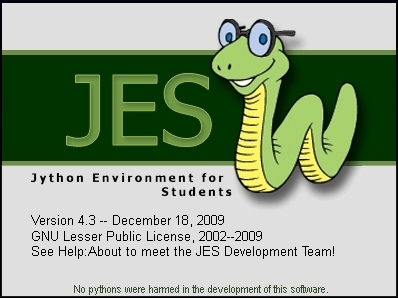 JES
Jython Environment for
Students
Version 4.3 -- December 18, 2009
GNU Lesser Public License, 2002--2009
See Help:About to meet the JES Development Team!
No pythons were harmed in the development of this software.